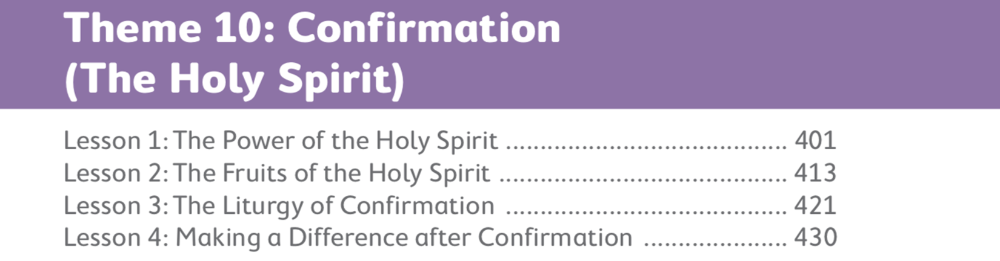 Theme 10: Confirmation
(The Holy Spirit)
Lesson 1: The Power of the Holy Spirit ......................................... 401
Lesson 2: The Fruits of the Holy Spirit .......................................... 413
Lesson 3: The Liturgy of Confirmation ......................................... 421
Lesson 4: Making a Difference after Confirmation ..................... 430